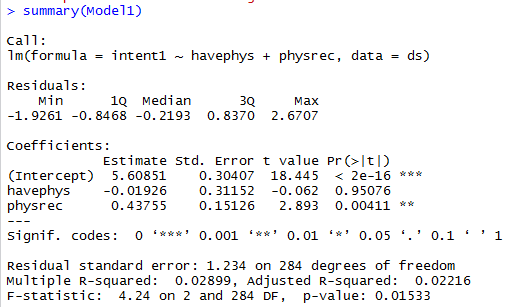 > summary(Model1)
Call:
lm(formula = intent1 ~ havephys + physrec, data = ds)
Residuals:
Min 1Q Median 3Q Max
-1.9261 -0.8468 -0.2193 0.8370 2.6707
Coefficients:
Estimate Std. Error t value Pr(>|t|)
(Intercept) 5.60851 0.30407 18.445 < 2e-16 ***
havephys -0.01926 0.31152 -0.062 0.95076
physrec 0.43755 0.15126 2.893 0.00411 **
---
Signif. codes: 0 ‘***’ 0.001 ‘**’ 0.01 ‘*’ 0.05 ‘.’ 0.1 ‘ ’ 1
Residual standard error: 1.234 on 284 degrees of freedom
Multiple R-squared: 0.02899, Adjusted R-squared: 0.02216
F-statistic: 4.24 on 2 and 284 DF, p-value: 0.01533